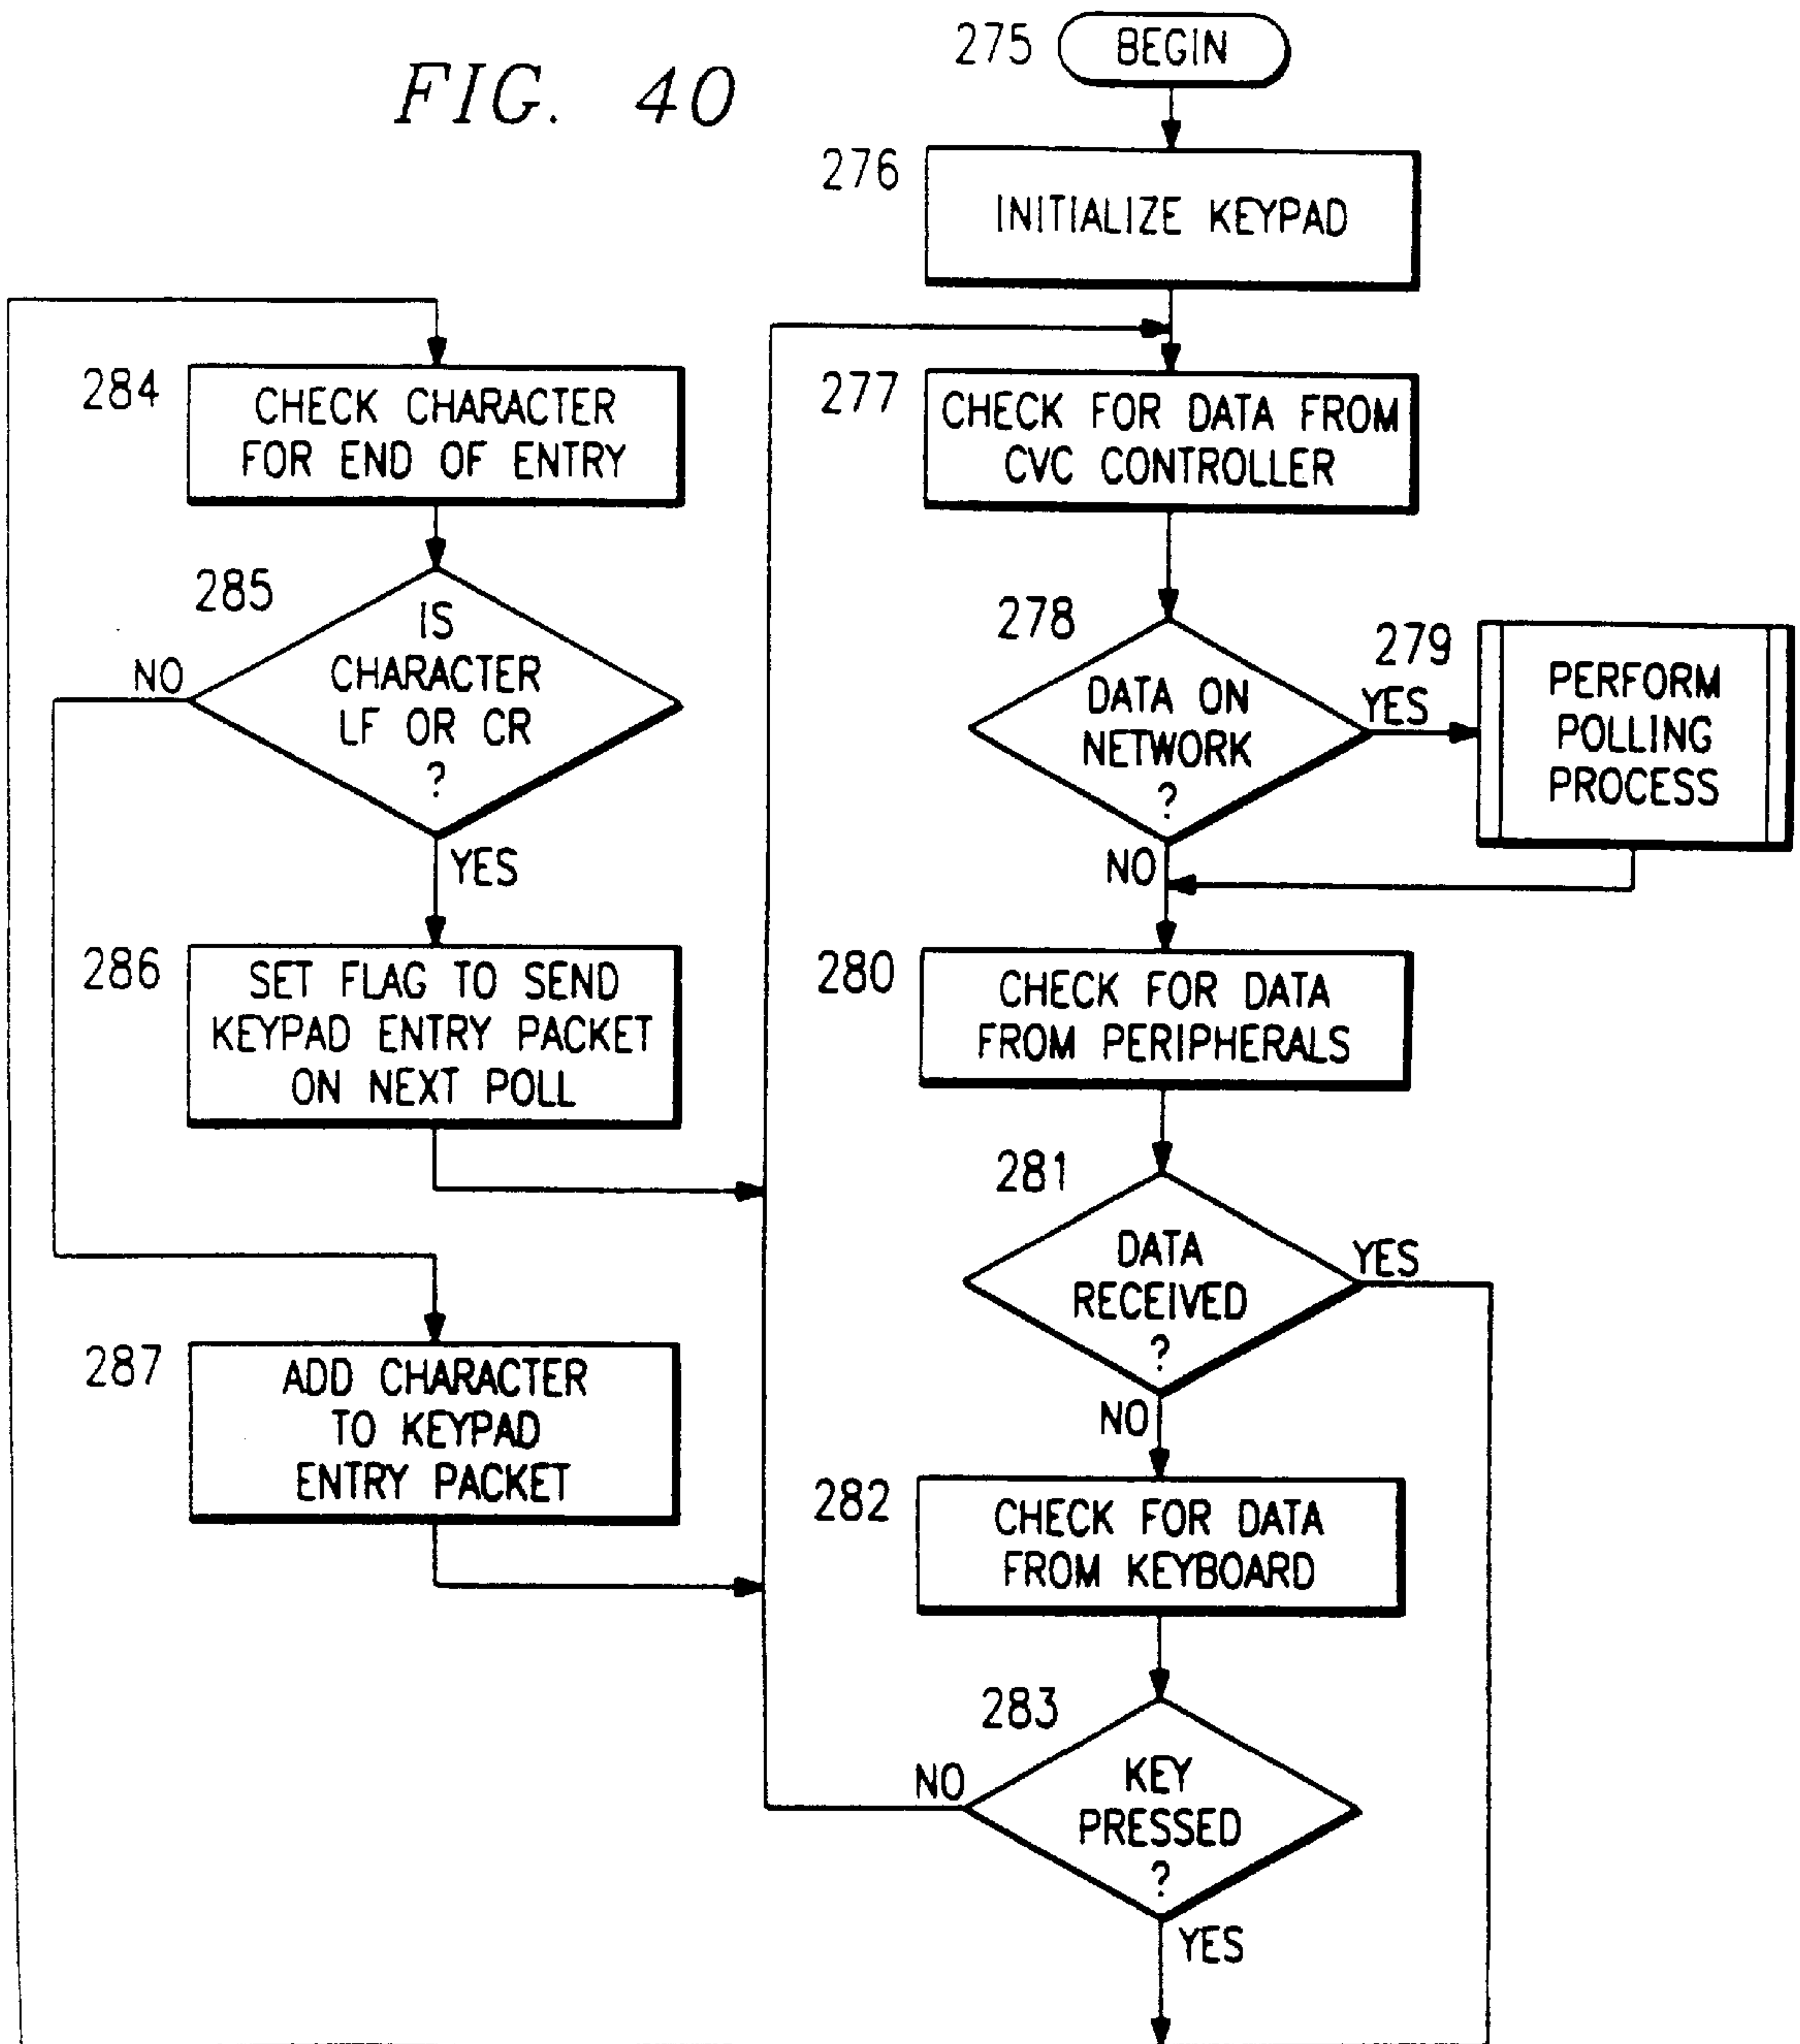 FIG. 40
275
BEGIN
276
INITIALIZE KEYPAD
277
CHECK FOR DATA FROM
CVC CONTROLLER
278
DATA ON
NETWORK
?
YES
NO
279
PERFORM
POLLING
PROCESS
280
CHECK FOR DATA
FROM PERIPHERALS
281
DATA
RECEIVED
?
YES
NO
282
CHECK FOR DATA
FROM KEYBOARD
283
KEY
PRESSED
?
NO
YES
284
CHECK CHARACTER
FOR END OF ENTRY
285
IS
CHARACTER
LF OR CR
?
NO
YES
286
SET FLAG TO SEND
KEYPAD ENTRY PACKET
ON NEXT POLL
287
ADD CHARACTER
TO KEYPAD
ENTRY PACKET